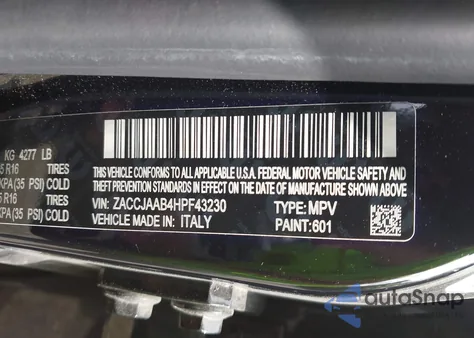 KG 4277 LB
5 R16 TIRES
KPA(35 PSI) COLD
5 R16 TIRES
KPA(35 PSI) COLD
THIS VEHICLE CONFORMS TO ALL APPLICABLE U.S.A. FEDERAL MOTOR VEHICLE SAFETY AND
THEFT PREVENTION STANDARDS IN EFFECT ON THE DATE OF MANUFACTURE SHOWN ABOVE.
VIN: ZACCJAAB4HPF43230 TYPE: MPV
VEHICLE MADE IN: ITALY PAINT: 601
autoSnap